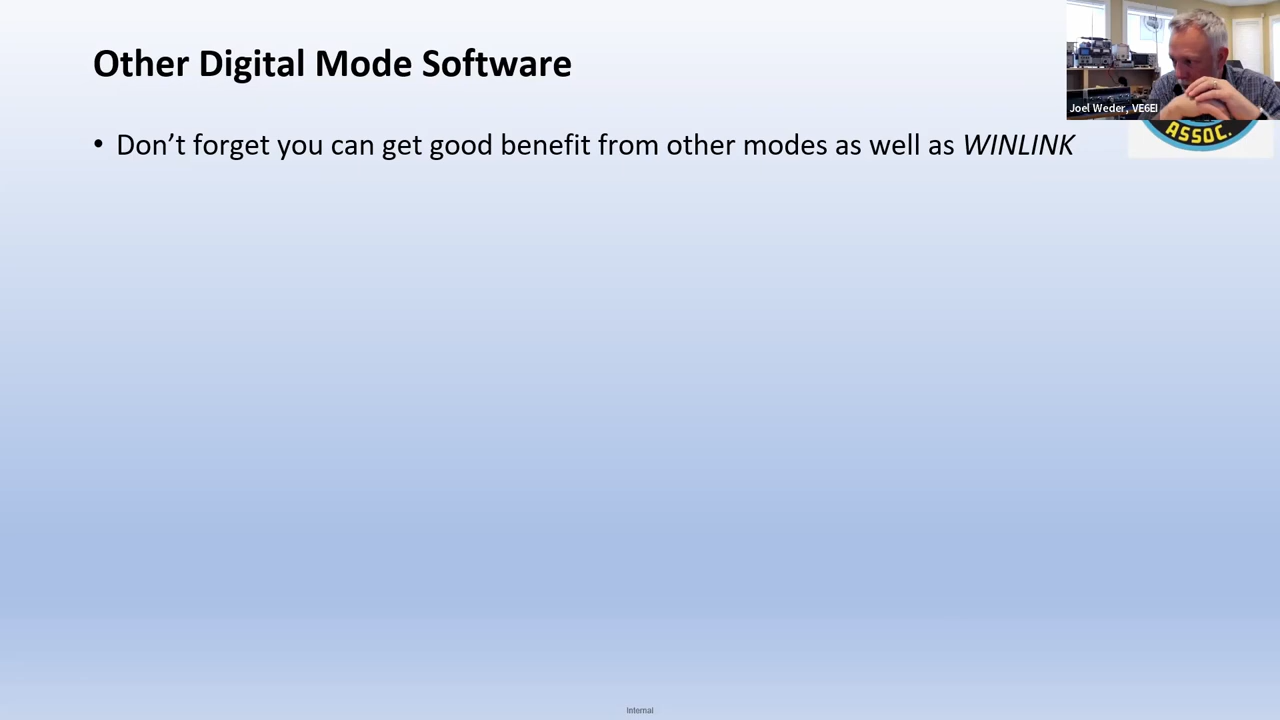 Other Digital Mode Software
• Don’t forget you can get good benefit from other modes as well as WINLINK
Joel Weder, VE6EI
ASSOC.
Internal